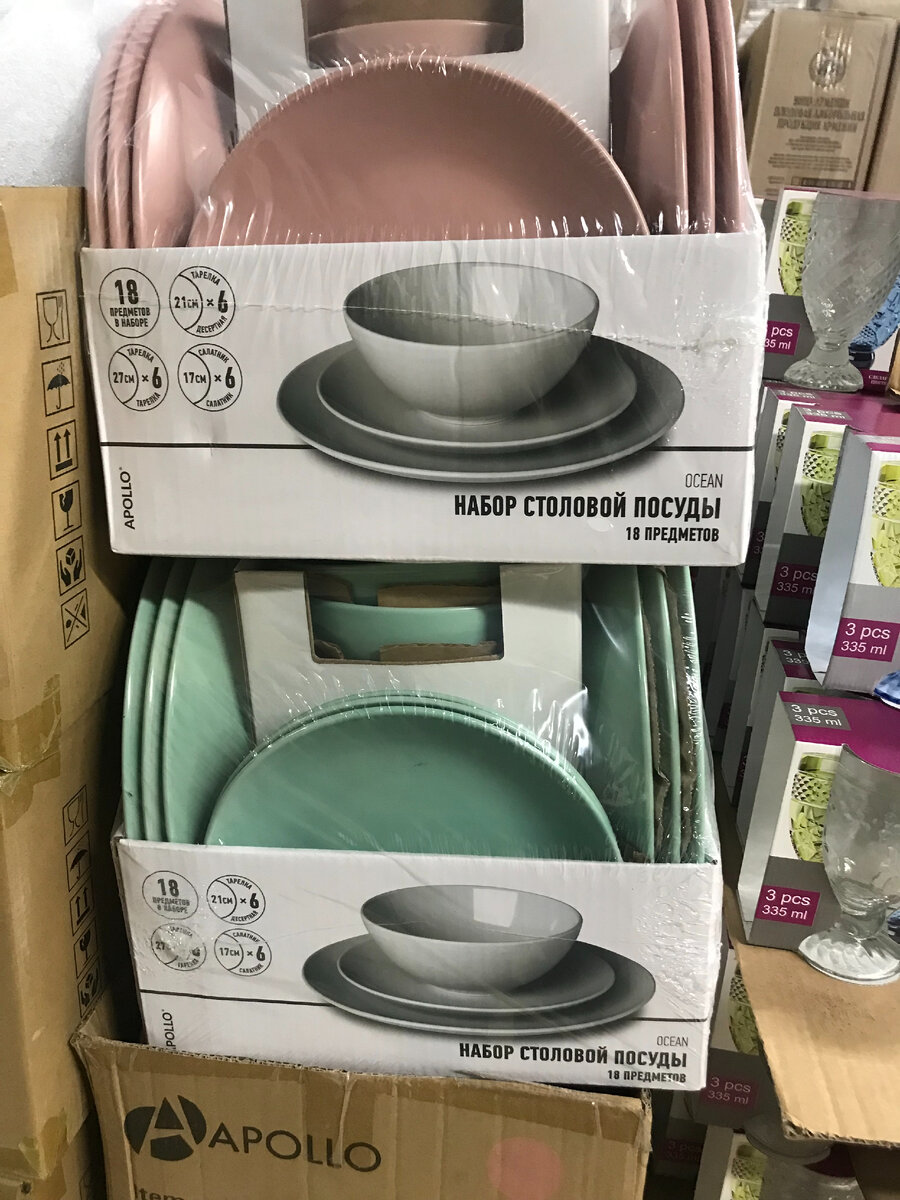 18
ПРЕДМЕТОВ
В НАБОРЕ
ТАРЕЛКА
21см × 6
ДЕСЕРТНАЯ
ТАРЕЛКА
27см × 6
ТАРЕЛКА
САЛАТНИК
17см × 6
САЛАТНИК
APOLLO
OCEAN
НАБОР СТОЛОВОЙ ПОСУДЫ
18 ПРЕДМЕТОВ
18
ПРЕДМЕТОВ
В НАБОРЕ
ТАРЕЛКА
21см × 6
ДЕСЕРТНАЯ
ТАРЕЛКА
САЛАТНИК
17см × 6
САЛАТНИК
OCEAN
НАБОР СТОЛОВОЙ ПОСУДЫ
18 ПРЕДМЕТОВ
APOLLO
pcs
35 ml
3 pcs
335 ml
3 pcs
335 ml
3 pcs
335 ml
3 pcs
335 ml
3 pcs
335 ml